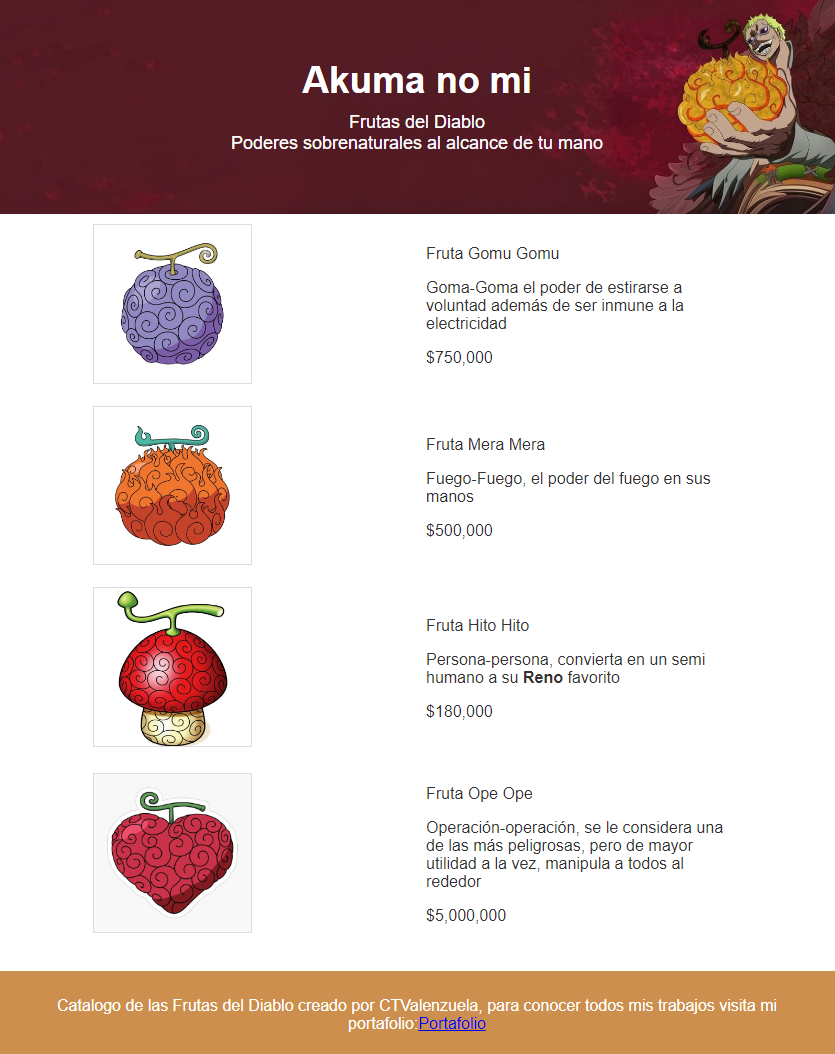 Akuma no mi
Frutas del Diablo
Poderes sobrenaturales al alcance de tu mano
Fruta Gomu Gomu
Goma-Goma el poder de estirarse a
voluntad además de ser inmune a la
electricidad
$750,000
Fruta Mera Mera
Fuego-Fuego, el poder del fuego en sus
manos
$500,000
Fruta Hito Hito
Persona-persona, convierta en un semi
humano a su Reno favorito
$180,000
Fruta Ope Ope
Operación-operación, se le considera una
de las más peligrosas, pero de mayor
utilidad a la vez, manipula a todos al
rededor
$5,000,000
Catalogo de las Frutas del Diablo creado por CTValenzuela, para conocer todos mis trabajos visita mi
portafolio:Portafolio